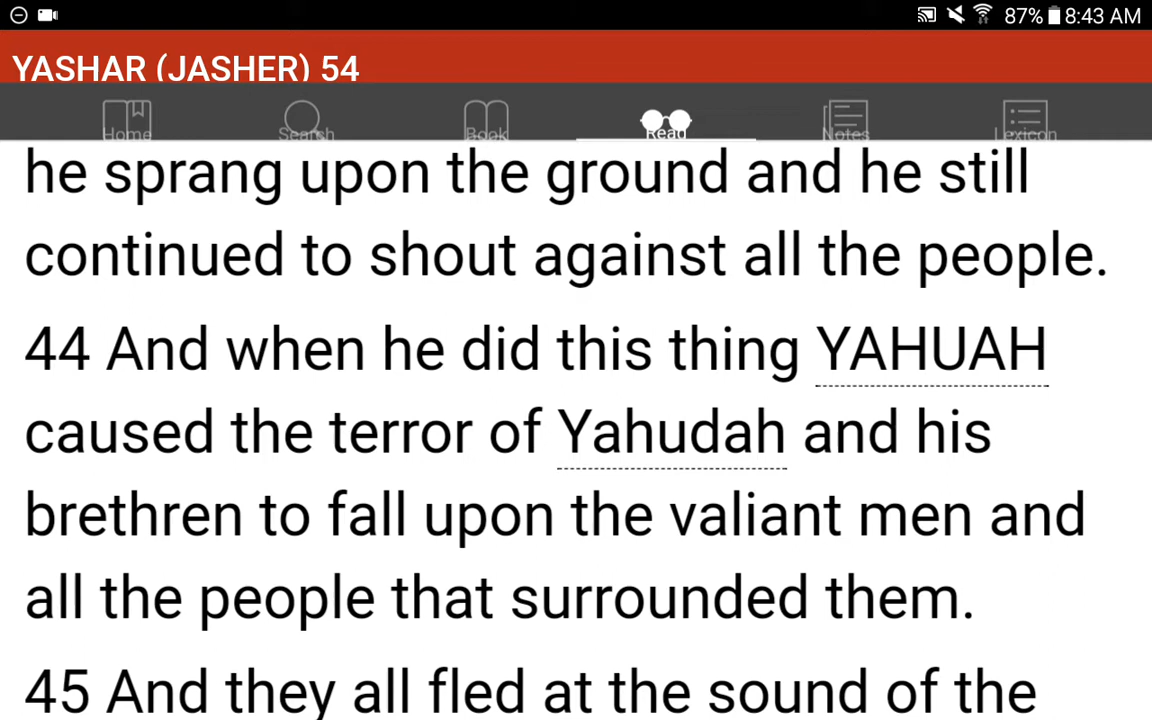 87% 8:43 AM
YASHAR (JASHER) 54
Home Search Book Read Notes Lexicon
he sprang upon the ground and he still
continued to shout against all the people.
44 And when he did this thing YAHUAH
caused the terror of Yahudah and his
brethren to fall upon the valiant men and
all the people that surrounded them.
45 And they all fled at the sound of the